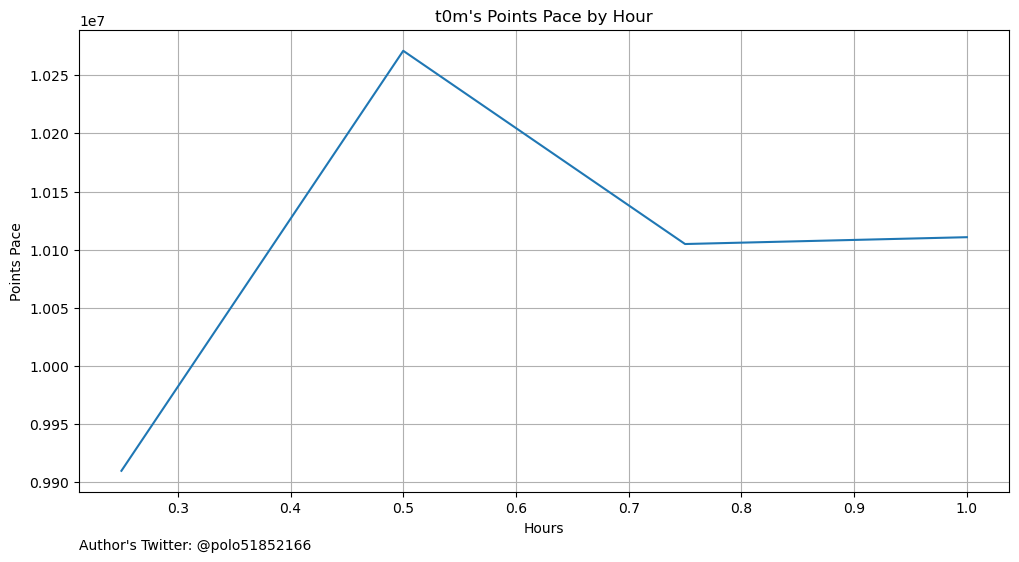 t0m's Points Pace by Hour
1e7
1.025
1.020
1.015
1.010
1.005
1.000
0.995
0.990
Points Pace
0.3 0.4 0.5 0.6 0.7 0.8 0.9 1.0
Hours
Author's Twitter: @polo51852166